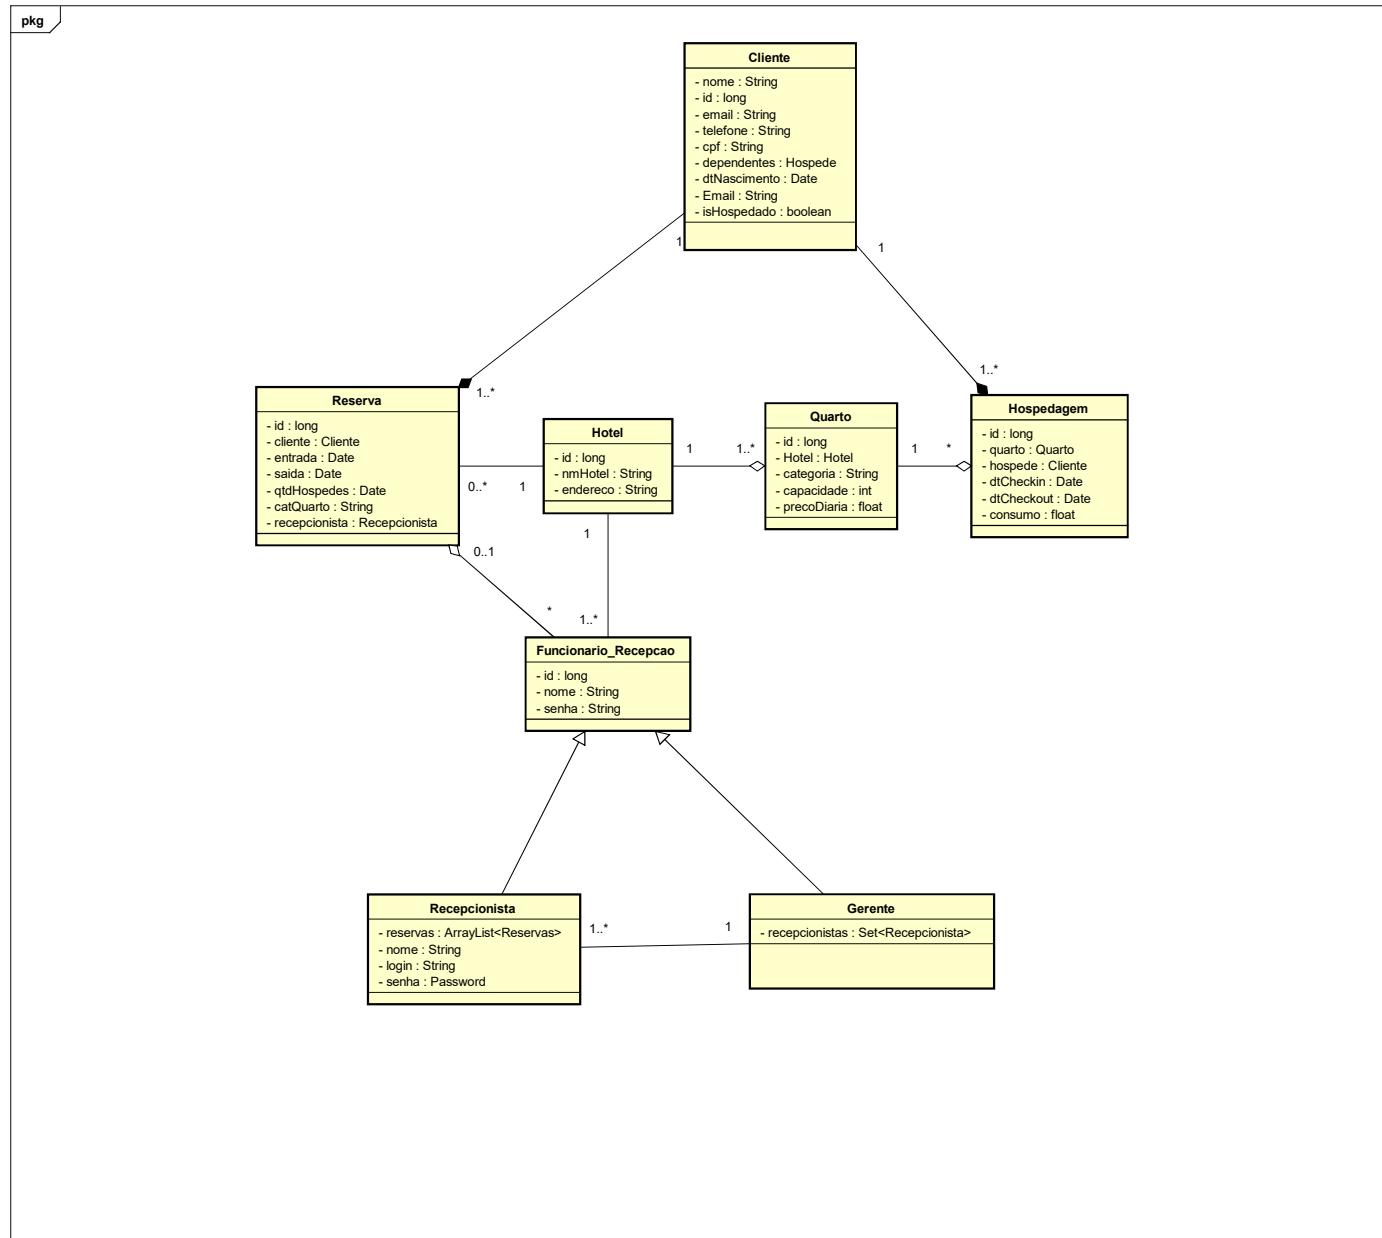 pkg
Cliente
- nome : String
- id : long
- email : String
- telefone : String
- cpf : String
- dependentes : Hospede
- dtNascimento : Date
- Email : String
- isHospedado : boolean
1
1
1..*
1..*
Reserva
- id : long
- cliente : Cliente
- entrada : Date
- saida : Date
- qtdHospedes : Date
- catQuarto : String
- recepcionista : Recepcionista
0..*
1
Hotel
- id : long
- nmHotel : String
- endereco : String
1
1..*
Quarto
- id : long
- Hotel : Hotel
- categoria : String
- capacidade : int
- precoDiaria : float
1
*
Hospedagem
- id : long
- quarto : Quarto
- hospede : Cliente
- dtCheckin : Date
- dtCheckout : Date
- consumo : float
0..1
*
1
1..*
Funcionario_Recepcao
- id : long
- nome : String
- senha : String
Recepcionista
- reservas : ArrayList<Reservas>
- nome : String
- login : String
- senha : Password
1..*
1
Gerente
- recepcionistas : Set<Recepcionista>